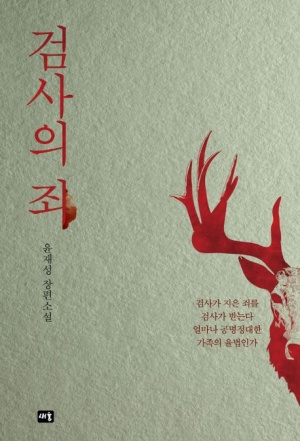 검사의 죄
윤재성 장편소설
검사가 지은 죄를
검사가 받는다
얼마나 공명정대한
가족의 율법인가
새움